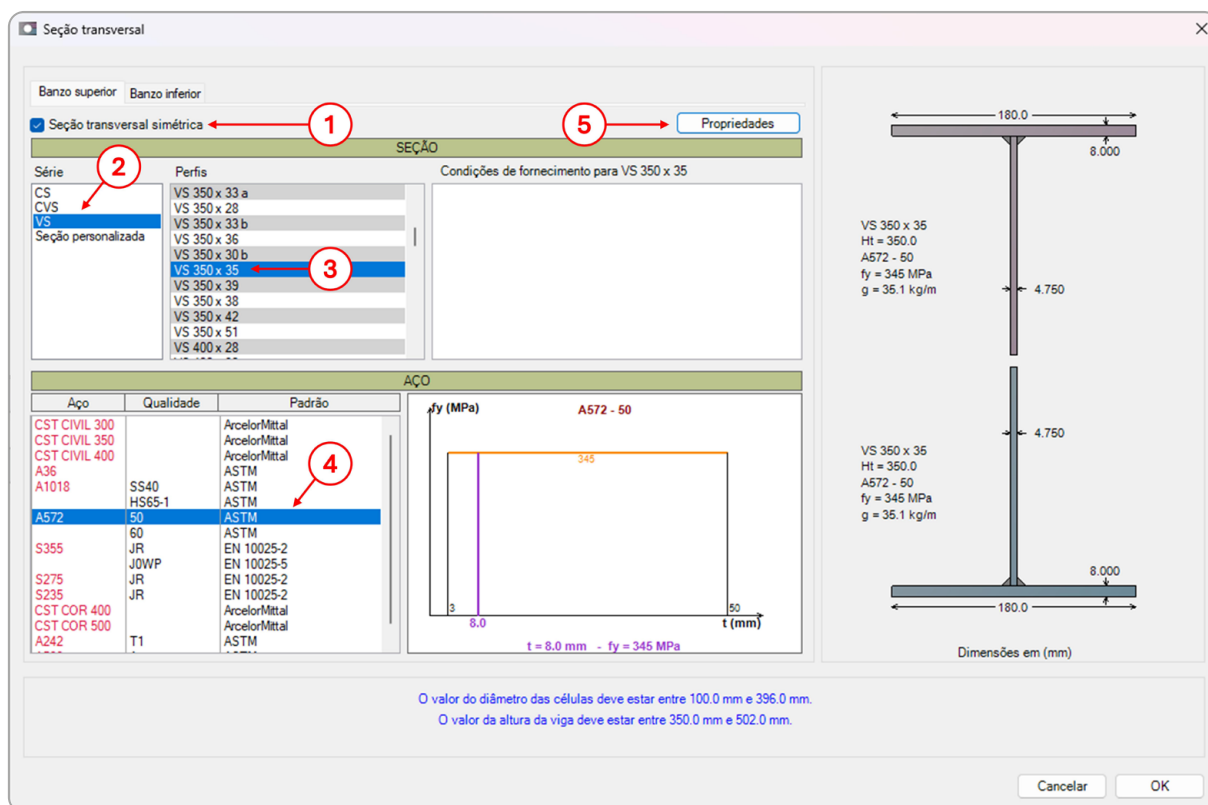 Seção transversal
Banzo superior Banzo inferior
Seção transversal simétrica
1
5
Propriedades
SEÇÃO
2
Série
Perfis
Condições de fornecimento para VS 350 x 35
CS
CVS
VS
Seção personalizada
VS 350 x 33 a
VS 350 x 28
VS 350 x 33 b
VS 350 x 36
VS 350 x 30 b
VS 350 x 35
3
VS 350 x 39
VS 350 x 38
VS 350 x 42
VS 350 x 51
VS 400 x 28
AÇO
Aço Qualidade Padrão
CST CIVIL 300 ArcelorMittal
CST CIVIL 350 ArcelorMittal
CST CIVIL 400 ArcelorMittal
A36 ASTM
A1018 SS40 ASTM
HS65-1 ASTM
A572 50 ASTM
60 ASTM
S355 JR EN 10025-2
J0WP EN 10025-5
S275 JR EN 10025-2
S235 JR EN 10025-2
CST COR 400 ArcelorMittal
CST COR 500 ArcelorMittal
A242 T1 ASTM
4
fy (MPa)
A572 - 50
345
3
50
8.0
t (mm)
t = 8.0 mm - fy = 345 MPa
180.0
8.000
VS 350 x 35
Ht = 350.0
A572 - 50
fy = 345 MPa
g = 35.1 kg/m
4.750
4.750
VS 350 x 35
Ht = 350.0
A572 - 50
fy = 345 MPa
g = 35.1 kg/m
8.000
180.0
Dimensões em (mm)
O valor do diâmetro das células deve estar entre 100.0 mm e 396.0 mm.
O valor da altura da viga deve estar entre 350.0 mm e 502.0 mm.
Cancelar
OK